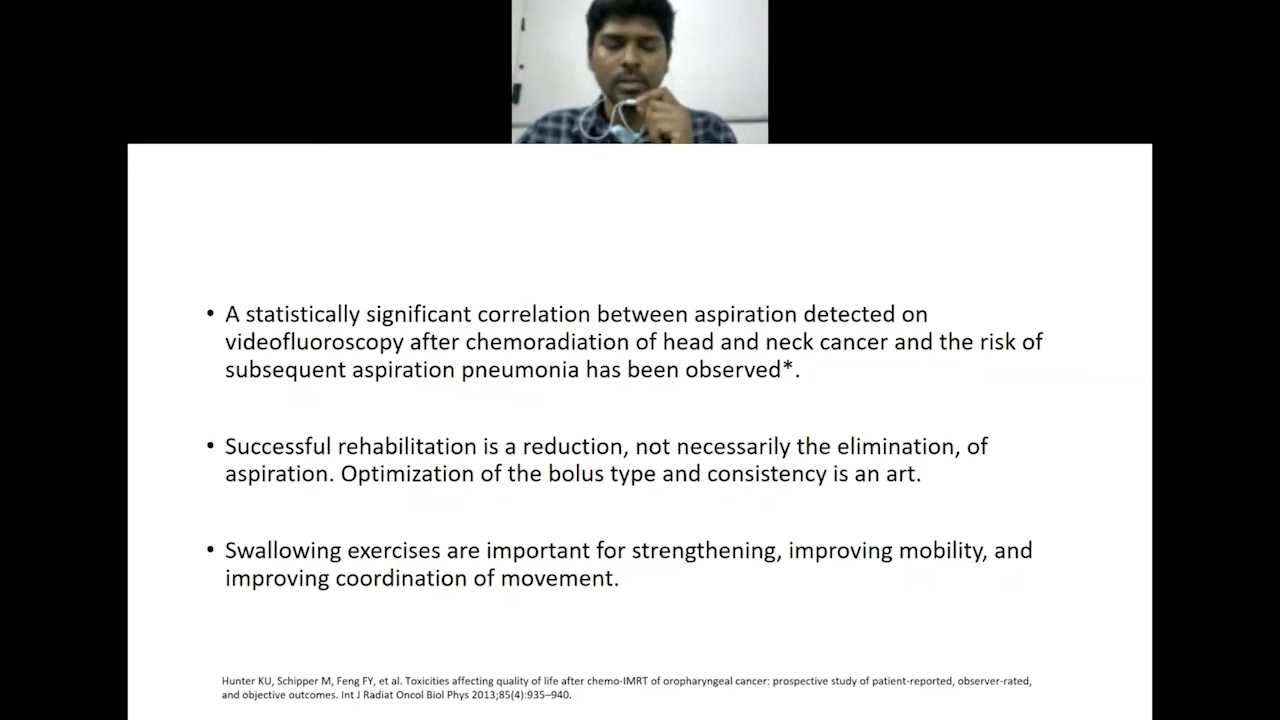 • A statistically significant correlation between aspiration detected on
videofluoroscopy after chemoradiation of head and neck cancer and the risk of
subsequent aspiration pneumonia has been observed*.
• Successful rehabilitation is a reduction, not necessarily the elimination, of
aspiration. Optimization of the bolus type and consistency is an art.
• Swallowing exercises are important for strengthening, improving mobility, and
improving coordination of movement.
Hunter KU, Schipper M, Feng FY, et al. Toxicities affecting quality of life after chemo-IMRT of oropharyngeal cancer: prospective study of patient-reported, observer-rated,
and objective outcomes. Int J Radiat Oncol Biol Phys 2013;85(4):935–940.